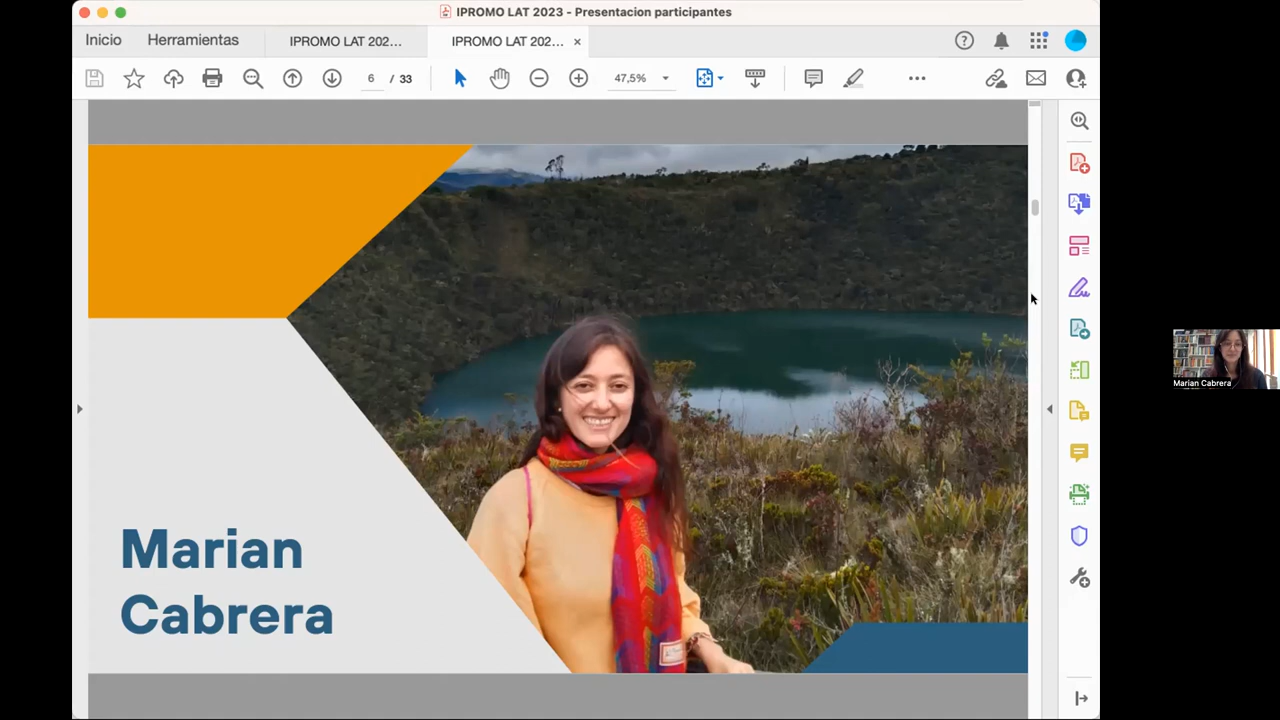 IPROMO LAT 2023 - Presentacion participantes
Inicio
Herramientas
IPROMO LAT 202...
IPROMO LAT 202...
6 / 33
47,5%
Marian
Cabrera
Marian Cabrera